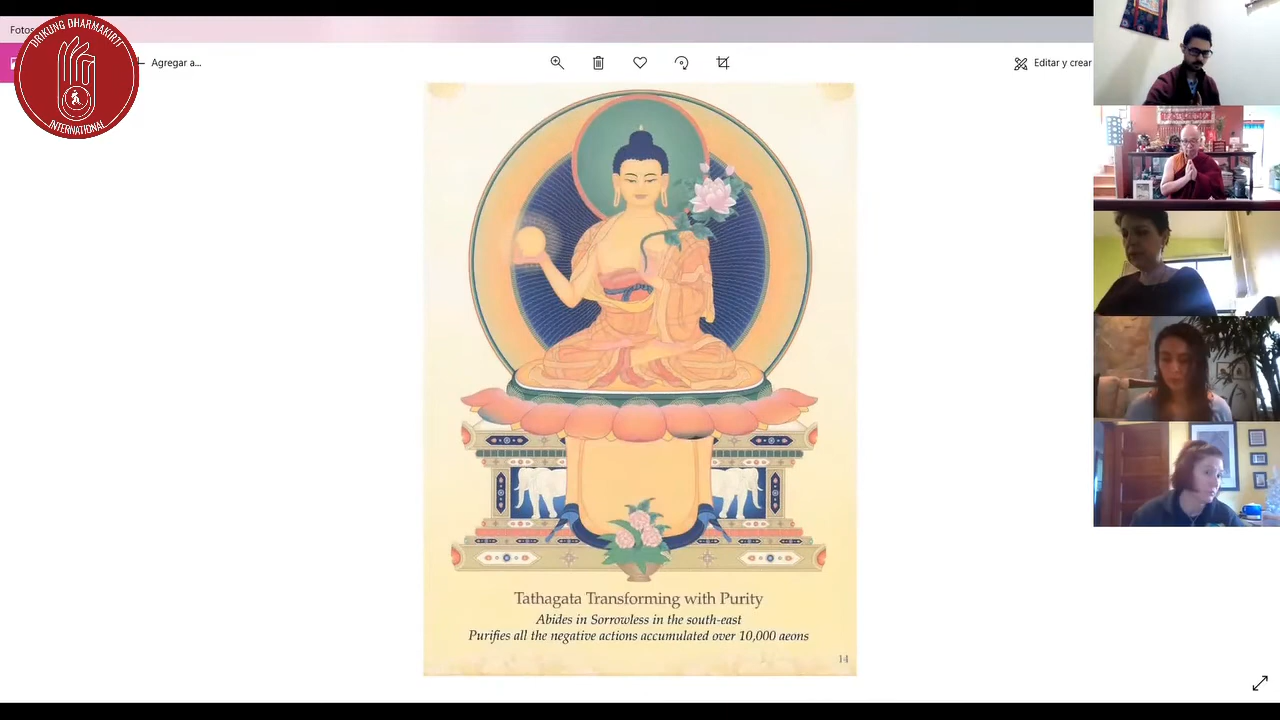 Fotos
DRIKUNG DHARMAKIRTI
INTERNATIONAL
Agregar a...
Editar y crear
Tathagata Transforming with Purity
Abides in Sorrowless in the south-east
Purifies all the negative actions accumulated over 10,000 aeons
14